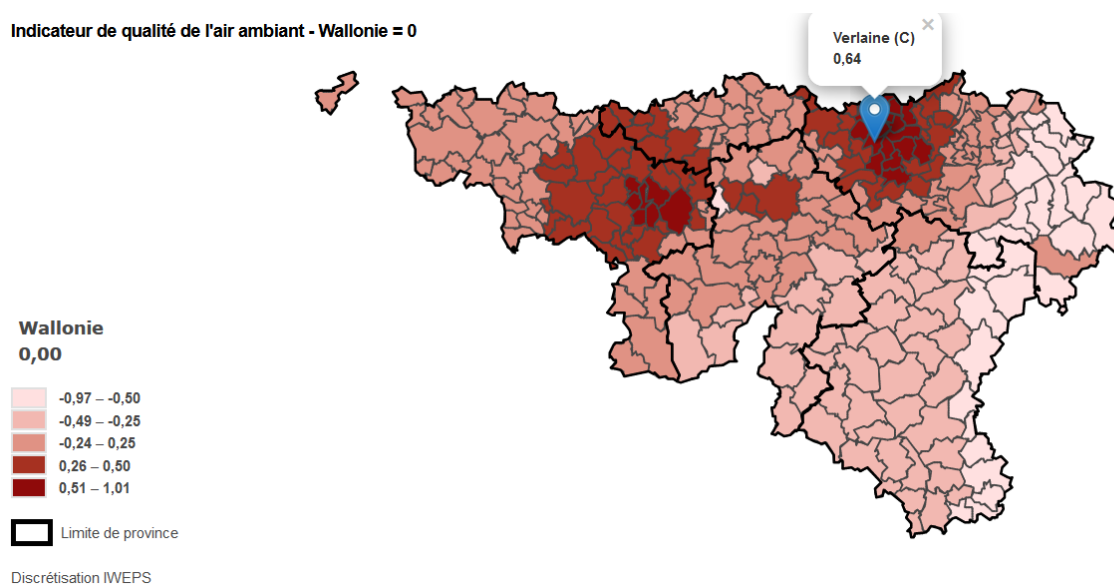 Indicateur de qualité de l'air ambiant - Wallonie = 0
×
Verlaine (C)
0,64
Wallonie
0,00
-0,97 – -0,50
-0,49 – -0,25
-0,24 – 0,25
0,26 – 0,50
0,51 – 1,01
Limite de province
Discrétisation IWEPS